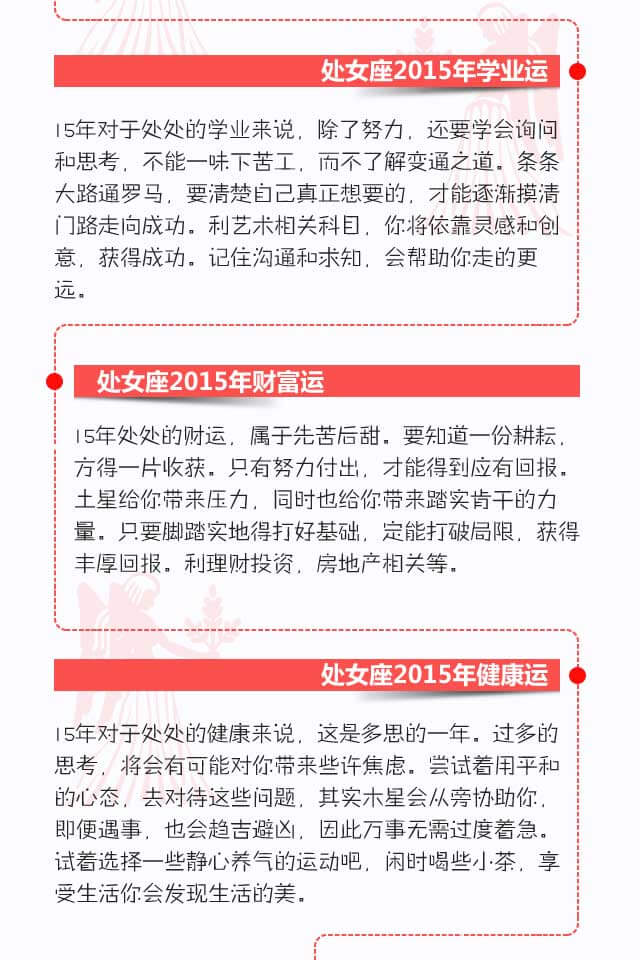 处女座2015年学业运
15年对于处处的学业来说，除了努力，还要学会询问
和思考，不能一味下苦工，而不了解变通之道。条条
大路通罗马，要清楚自己真正想要的，才能逐渐摸清
门路走向成功。利艺术相关科目，你将依靠灵感和创
意，获得成功。记住沟通和求知，会帮助你走的更
远。
处女座2015年财富运
15年处处的财运，属于先苦后甜。要知道一份耕耘，
方得一片收获。只有努力付出，才能得到应有回报。
土星给你带来压力，同时也给你带来踏实肯干的力
量。只要脚踏实地得打好基础，定能打破局限，获得
丰厚回报。利理财投资，房地产相关等。
处女座2015年健康运
15年对于处处的健康来说，这是多思的一年。过多的
思考，将会有可能对你带来些许焦虑。尝试着用平和
的心态，去对待这些问题，其实木星会从旁协助你，
即便遇事，也会趋吉避凶，因此万事无需过度着急。
试着选择一些静心养气的运动吧，闲时喝些小茶，享
受生活你会发现生活的美。